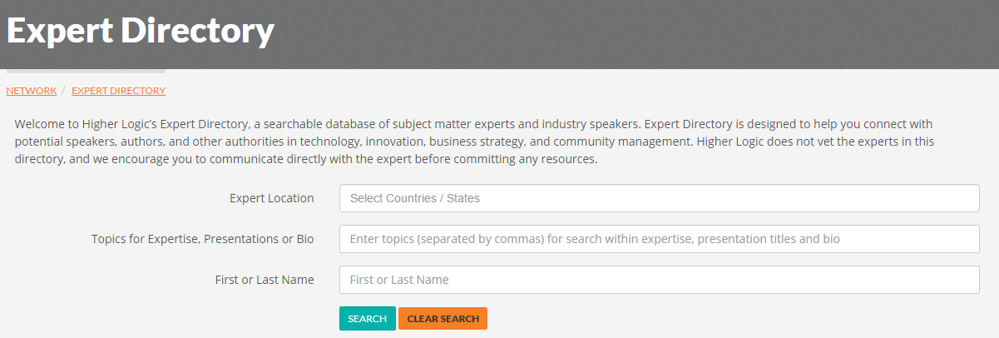 Expert Directory
NETWORK / EXPERT DIRECTORY
Welcome to Higher Logic's Expert Directory, a searchable database of subject matter experts and industry speakers. Expert Directory is designed to help you connect with
potential speakers, authors, and other authorities in technology, innovation, business strategy, and community management. Higher Logic does not vet the experts in this
directory, and we encourage you to communicate directly with the expert before committing any resources.
Expert Location Select Countries / States
Topics for Expertise, Presentations or Bio Enter topics (separated by commas) for search within expertise, presentation titles and bio
First or Last Name First or Last Name
SEARCH CLEAR SEARCH